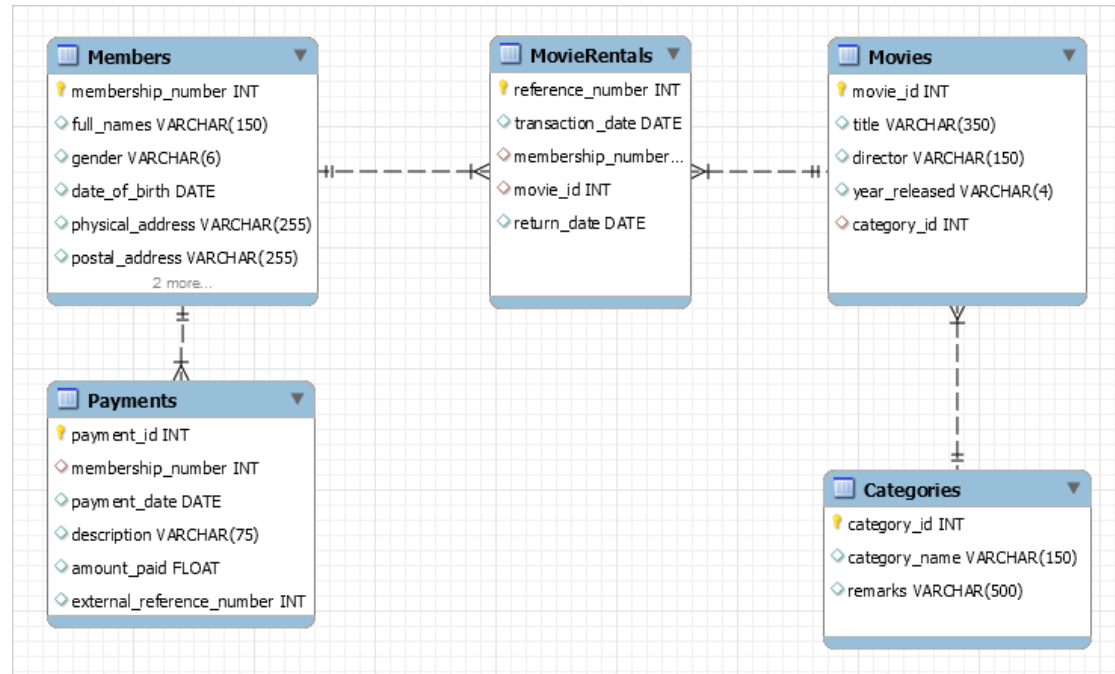 Members
membership_number INT
full_names VARCHAR(150)
gender VARCHAR(6)
date_of_birth DATE
physical_address VARCHAR(255)
postal_address VARCHAR(255)
2 more...
MovieRentals
reference_number INT
transaction_date DATE
membership_number...
movie_id INT
return_date DATE
Movies
movie_id INT
title VARCHAR(350)
director VARCHAR(150)
year_released VARCHAR(4)
category_id INT
Payments
payment_id INT
membership_number INT
payment_date DATE
description VARCHAR(75)
amount_paid FLOAT
external_reference_number INT
Categories
category_id INT
category_name VARCHAR(150)
remarks VARCHAR(500)